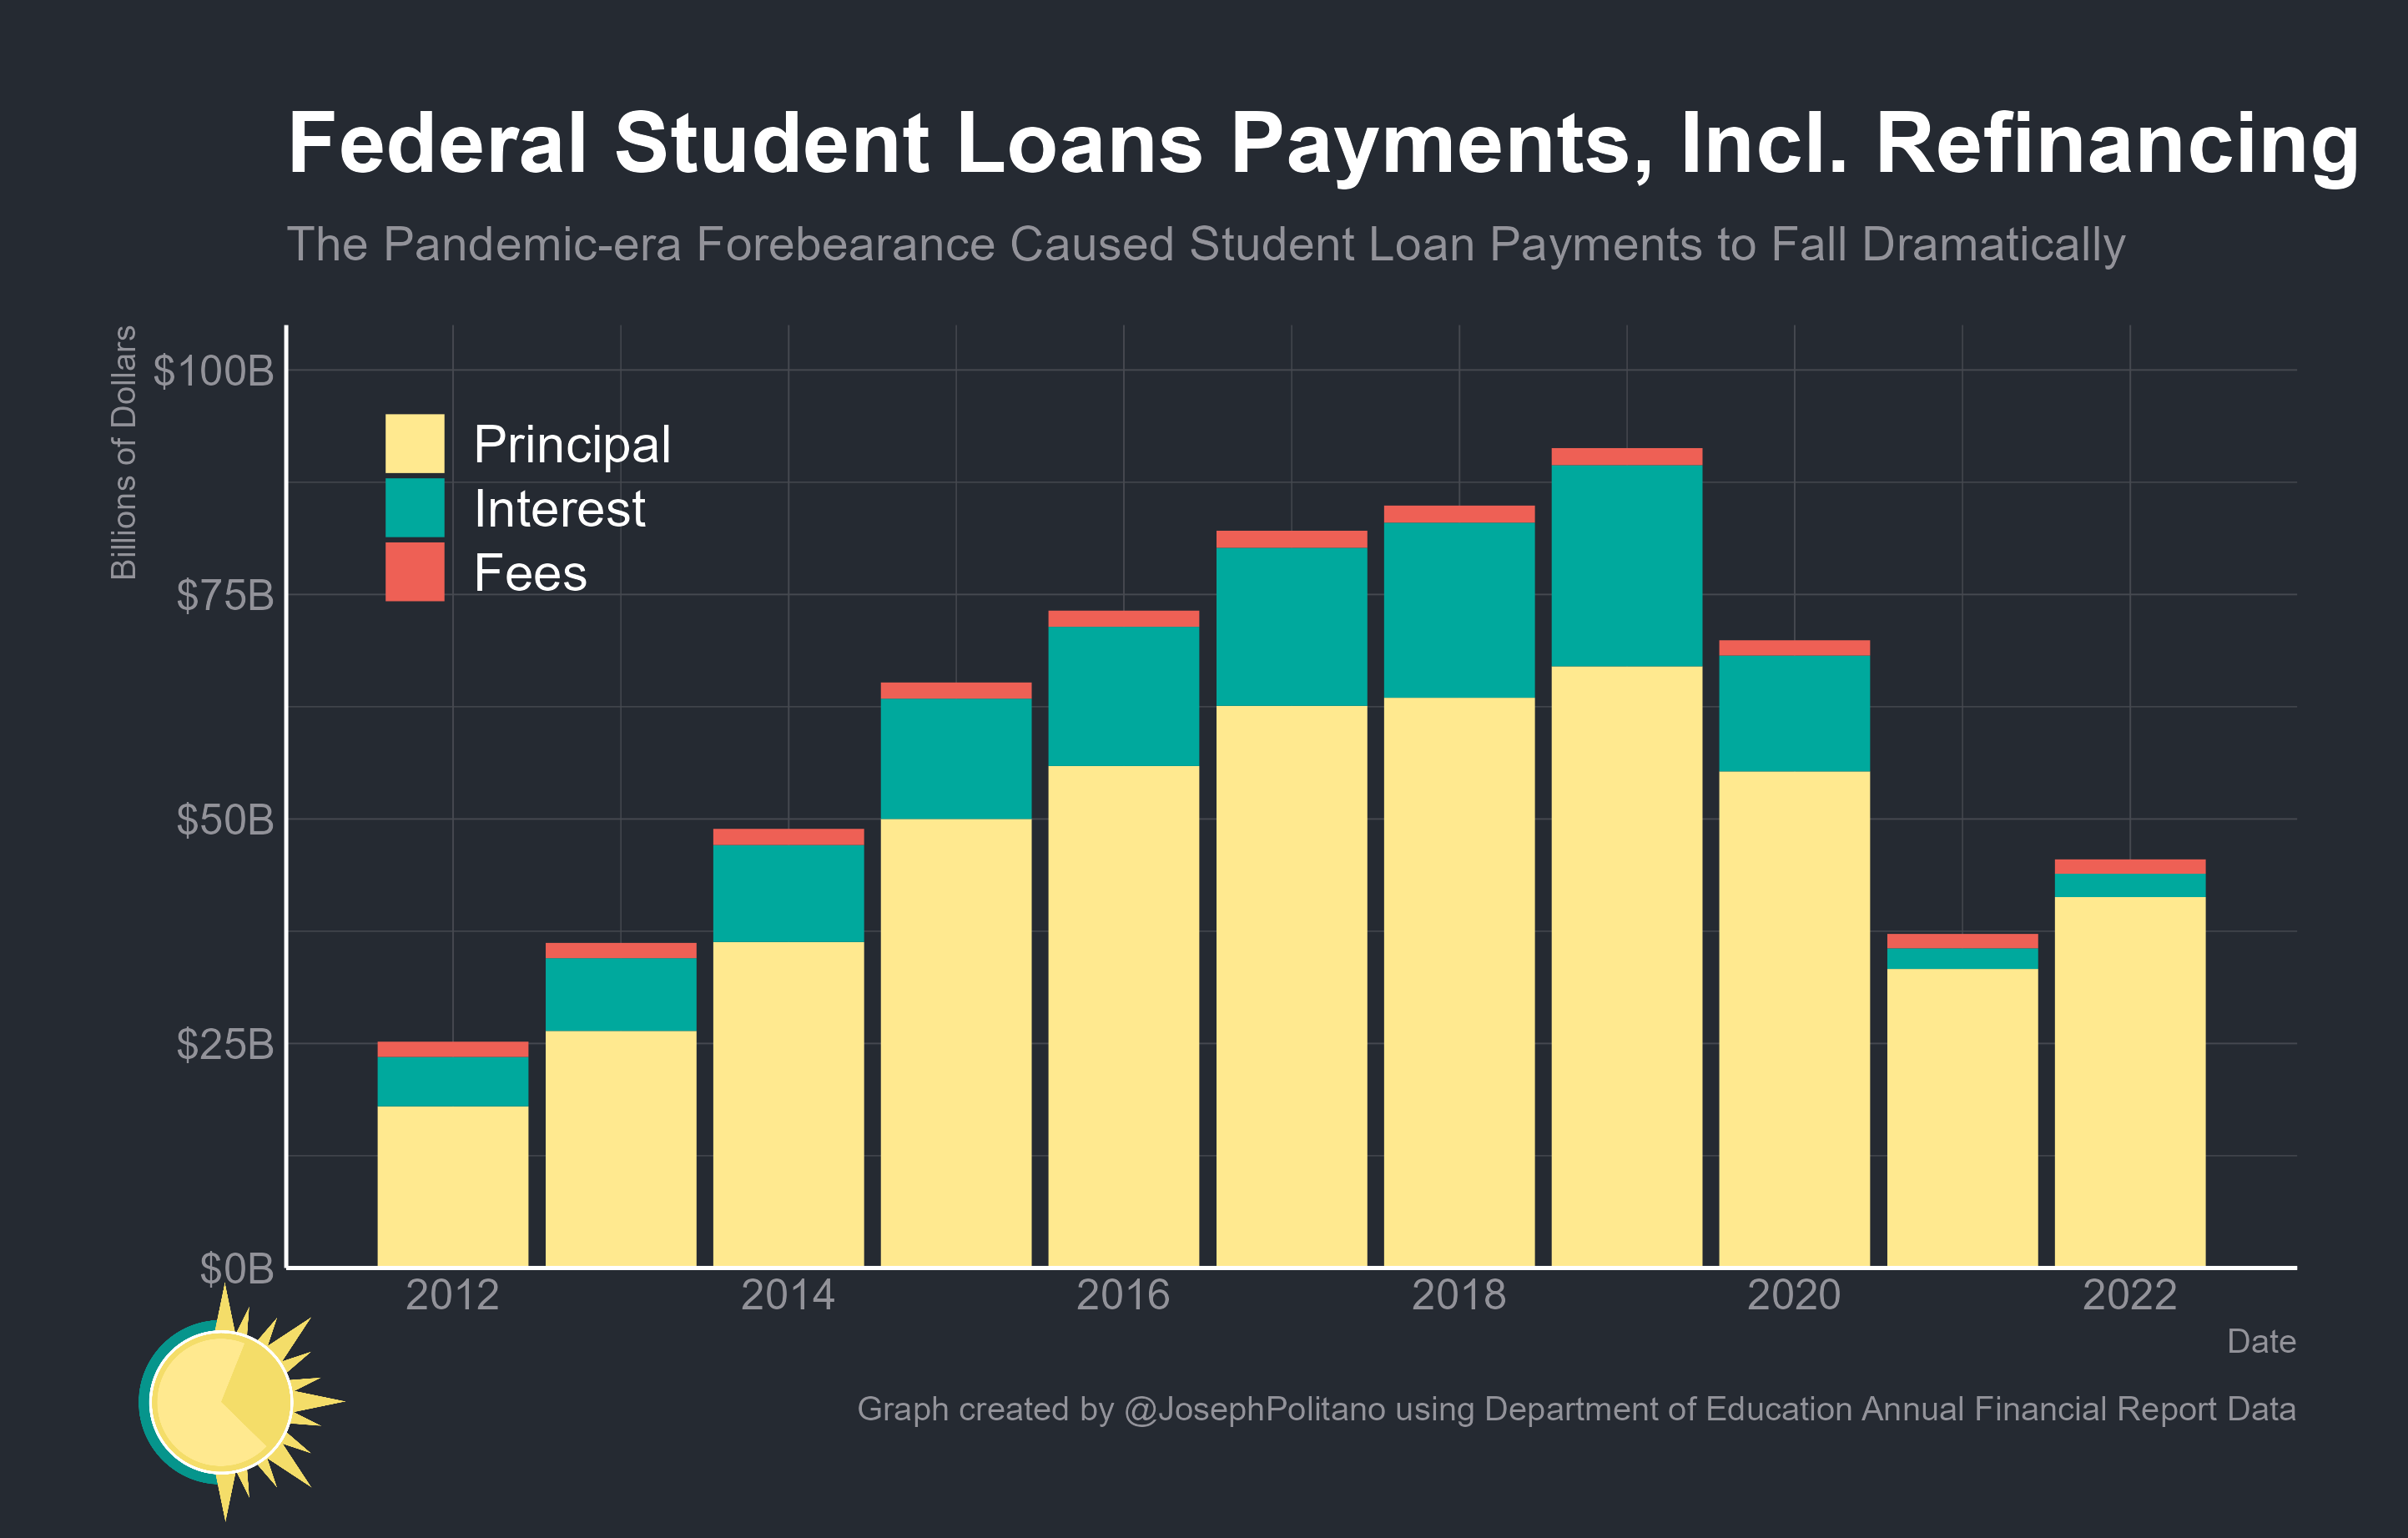 Federal Student Loans Payments, Incl. Refinancing
The Pandemic-era Forebearance Caused Student Loan Payments to Fall Dramatically
Billions of Dollars
$100B
$75B
$50B
$25B
$0B
Principal
Interest
Fees
2012
2014
2016
2018
2020
2022
Date
Graph created by @JosephPolitano using Department of Education Annual Financial Report Data